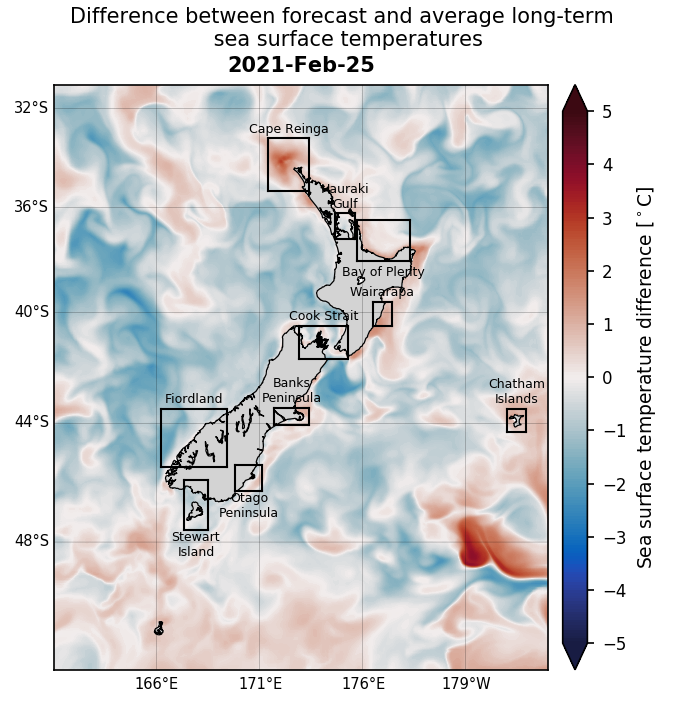 Difference between forecast and average long-term
sea surface temperatures
2021-Feb-25
32°S
36°S
40°S
44°S
48°S
166°E
171°E
176°E
179°W
Cape Reinga
Hauraki
Gulf
Bay of Plenty
Wairarapa
Cook Strait
Banks
Peninsula
Chatham
Islands
Fiordland
Otago
Peninsula
Stewart
Island
5
4
3
2
1
0
−1
−2
−3
−4
−5
Sea surface temperature difference [°C]